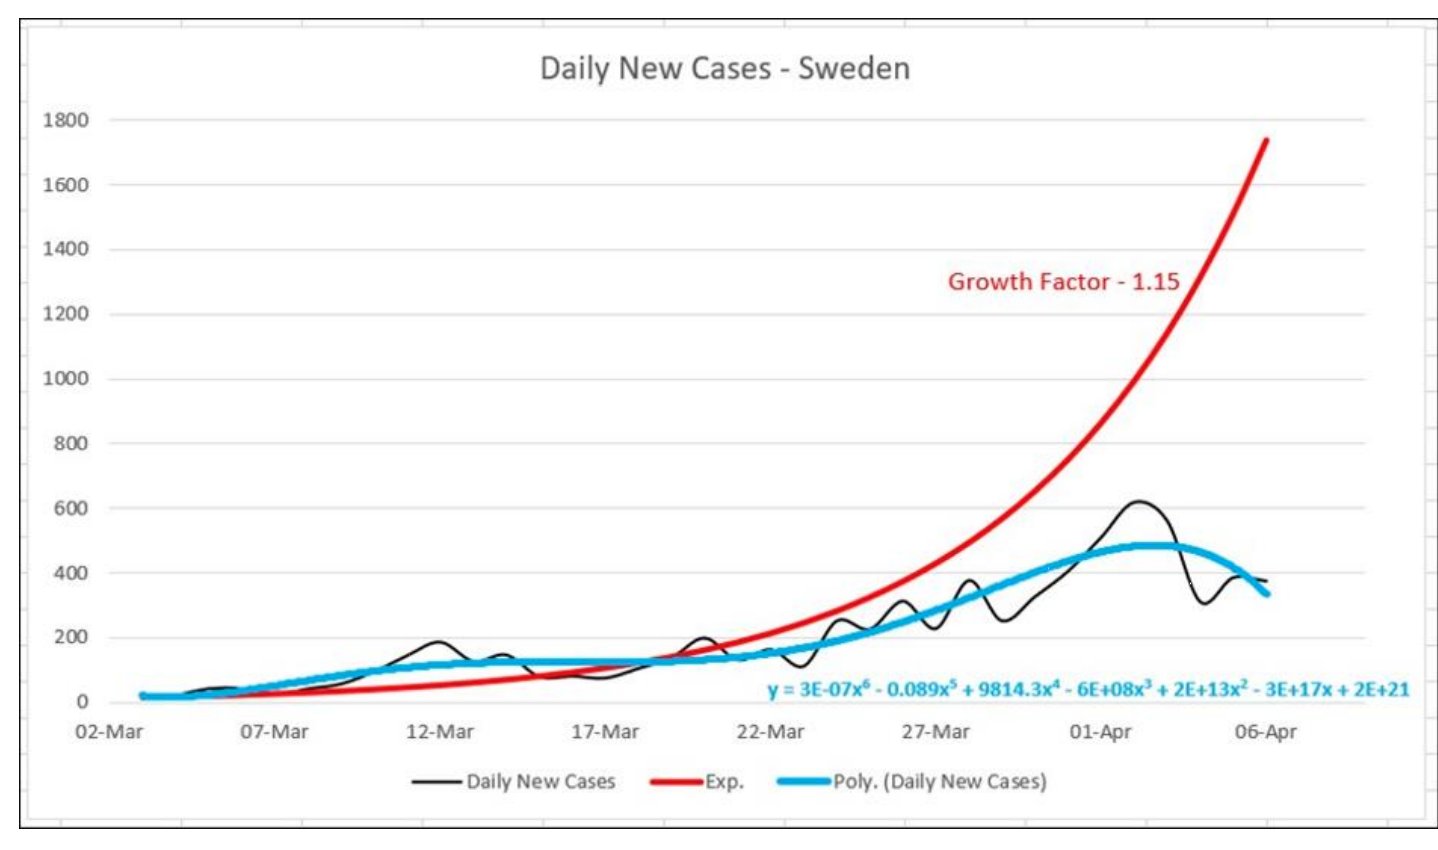 Daily New Cases - Sweden
1800
1600
1400
1200
1000
800
600
400
200
0
Growth Factor - 1.15
y = 3E-07x⁶ - 0.089x⁵ + 9814.3x⁴ - 6E+08x³ + 2E+13x² - 3E+17x + 2E+21
02-Mar 07-Mar 12-Mar 17-Mar 22-Mar 27-Mar 01-Apr 06-Apr
Daily New Cases Exp. Poly. (Daily New Cases)